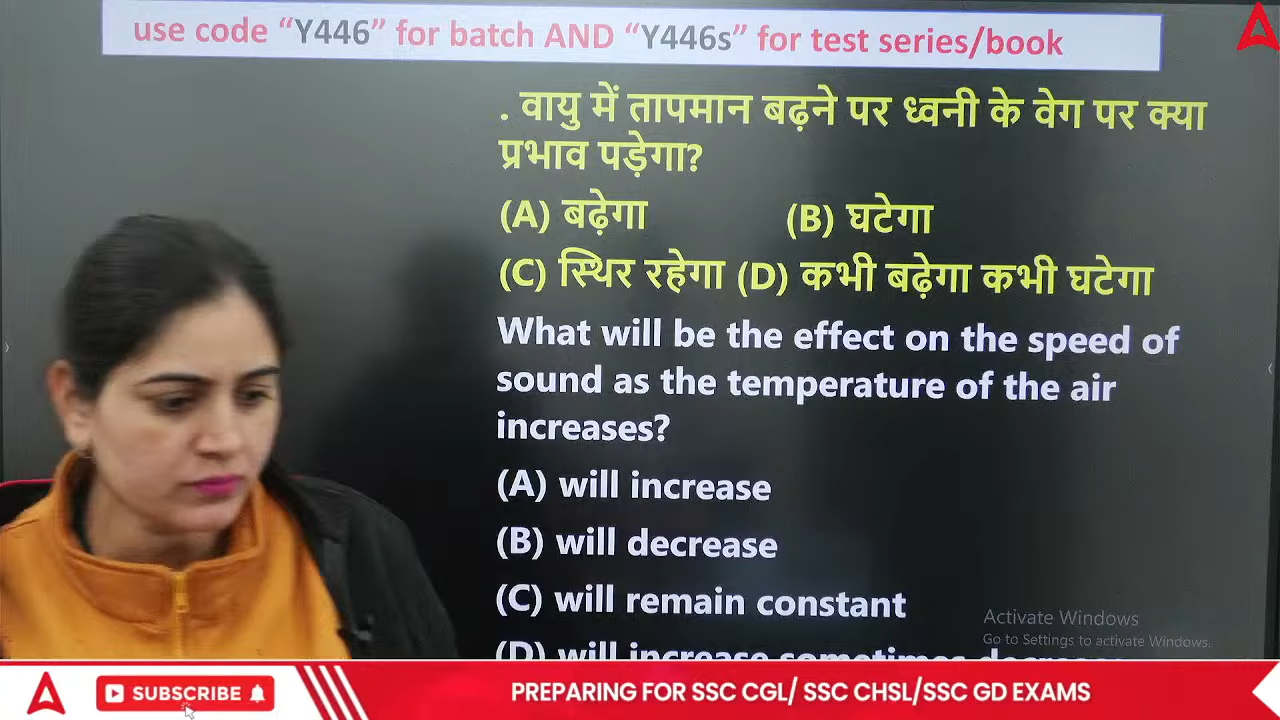 use code “Y446” for batch AND “Y446s” for test series/book
. वायु में तापमान बढ़ने पर ध्वनी के वेग पर क्या
प्रभाव पड़ेगा?
(A) बढ़ेगा (B) घटेगा
(C) स्थिर रहेगा (D) कभी बढ़ेगा कभी घटेगा
What will be the effect on the speed of
sound as the temperature of the air
increases?
(A) will increase
(B) will decrease
(C) will remain constant
(D) will increase sometimes
Activate Windows
Go to Settings to activate Windows.
SUBSCRIBE
PREPARING FOR SSC CGL/ SSC CHSL/SSC GD EXAMS